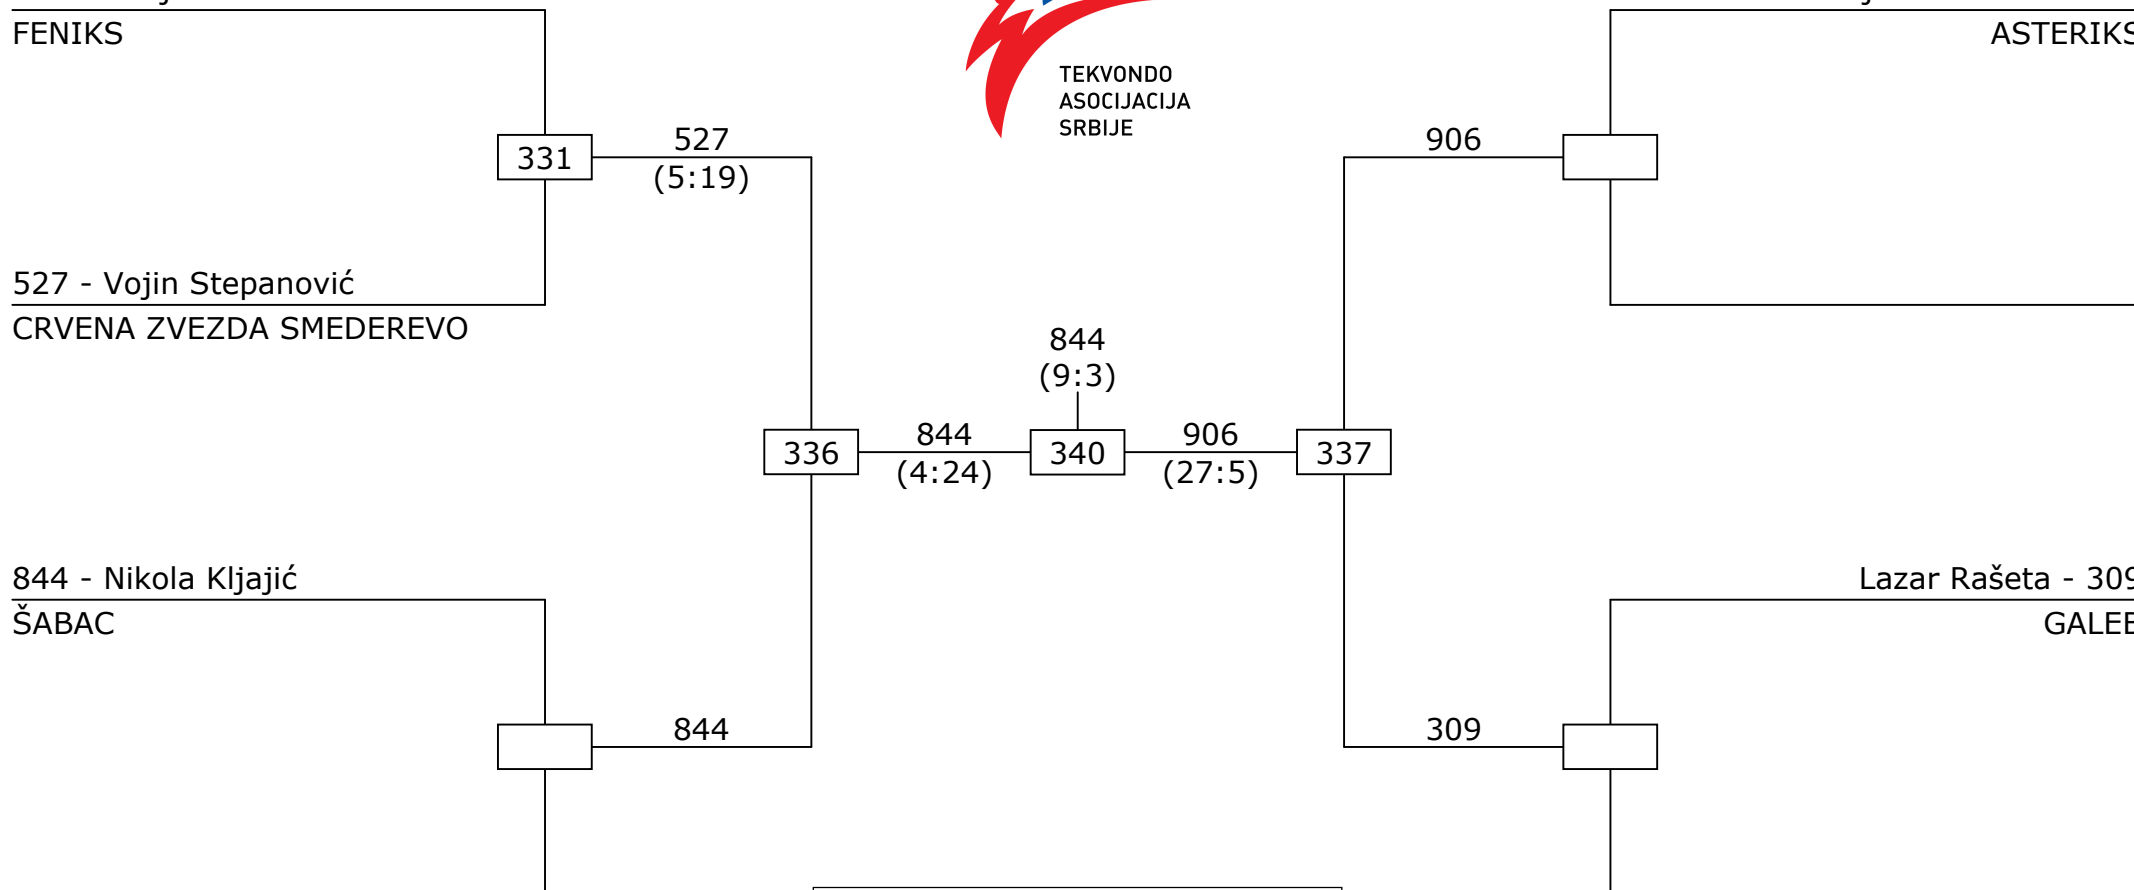 FENIKS
ASTERIKS
TEKVONDO
ASOCIJACIJA
SRBIJE
331
527
(5:19)
906
527 - Vojin Stepanović
CRVENA ZVEZDA SMEDEREVO
844
(9:3)
336
844
(4:24)
340
906
(27:5)
337
844 - Nikola Kljajić
ŠABAC
Lazar Rašeta - 309
GALEB
844
309